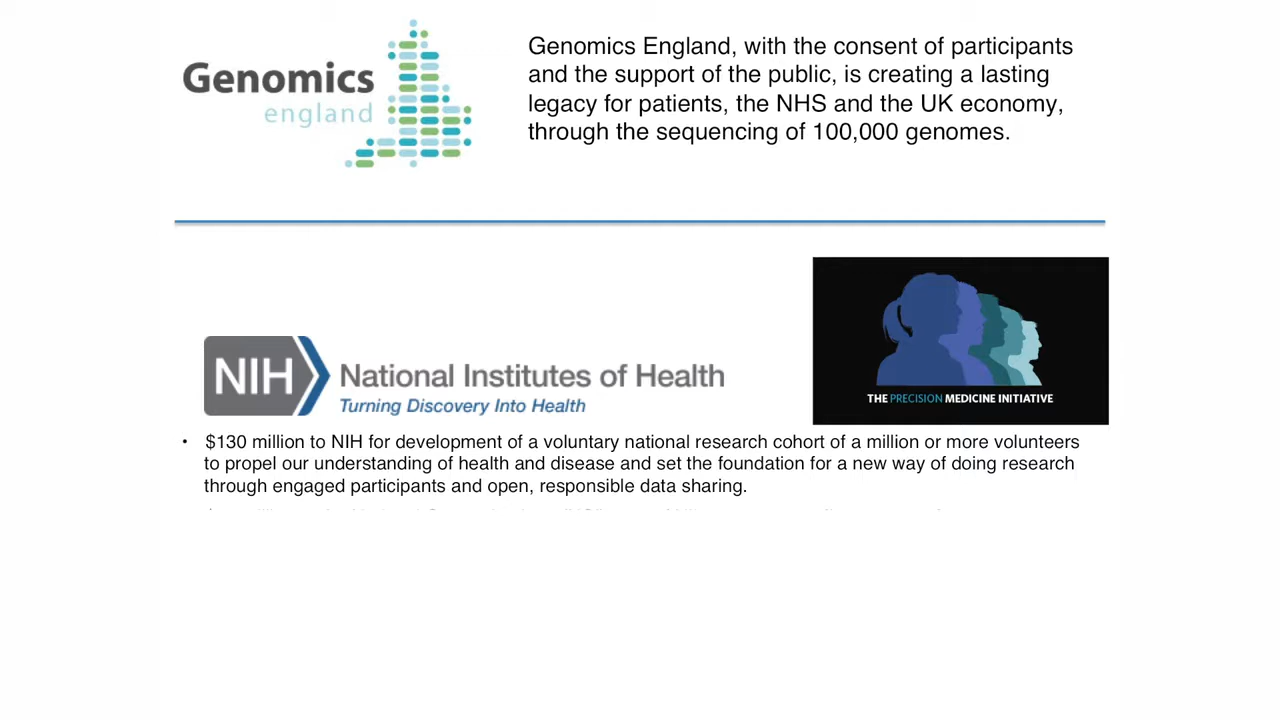 Genomics
england
Genomics England, with the consent of participants
and the support of the public, is creating a lasting
legacy for patients, the NHS and the UK economy,
through the sequencing of 100,000 genomes.
THE PRECISION MEDICINE INITIATIVE
NIH National Institutes of Health
Turning Discovery Into Health
• $130 million to NIH for development of a voluntary national research cohort of a million or more volunteers
to propel our understanding of health and disease and set the foundation for a new way of doing research
through engaged participants and open, responsible data sharing.